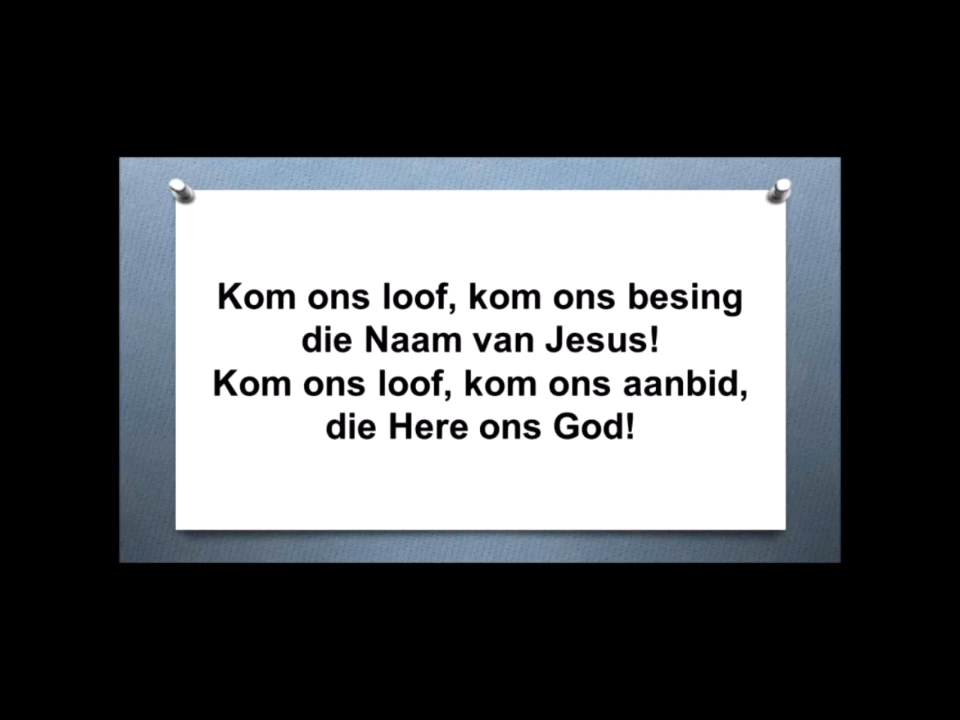 Kom ons loof, kom ons besing
die Naam van Jesus!
Kom ons loof, kom ons aanbid,
die Here ons God!